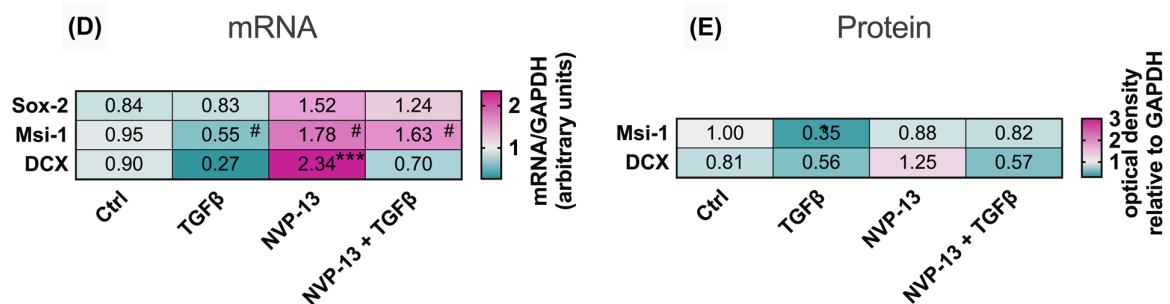 (D) mRNA
Sox-2 0.84 0.83 1.52 1.24
Msi-1 0.95 0.55 # 1.78 # 1.63 #
DCX 0.90 0.27 2.34*** 0.70
Ctrl TGFβ NVP-13 NVP-13 + TGFβ
2
1
mRNA/GAPDH
(arbitrary units)
(E) Protein
Msi-1 1.00 0.35 0.88 0.82
DCX 0.81 0.56 1.25 0.57
Ctrl TGFβ NVP-13 NVP-13 + TGFβ
3
2
1
optical density
relative to GAPDH